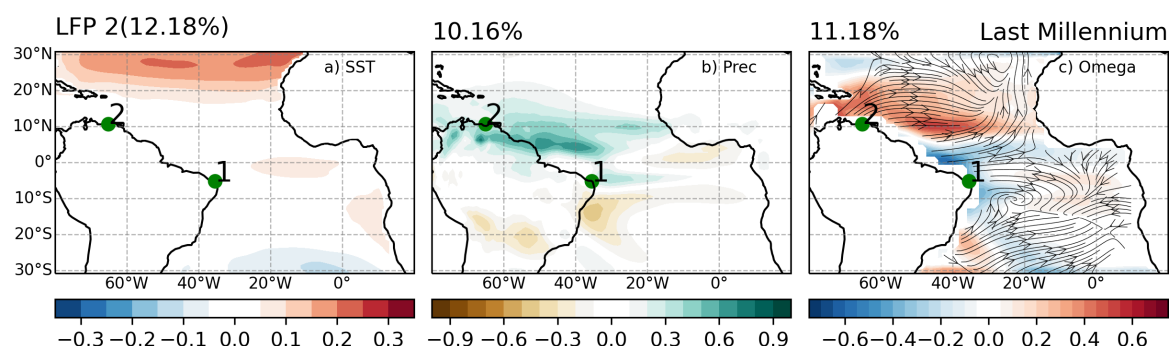 LFP 2(12.18%)
10.16%
11.18% Last Millennium
30°N
20°N
10°N
0°
10°S
20°S
30°S
a) SST
b) Prec
c) Omega
2
1
2
1
2
1
60°W 40°W 20°W 0°
60°W 40°W 20°W 0°
60°W 40°W 20°W 0°
−0.3 −0.2 −0.1 0.0 0.1 0.2 0.3
−0.9 −0.6 −0.3 0.0 0.3 0.6 0.9
−0.6 −0.4 −0.2 0.0 0.2 0.4 0.6